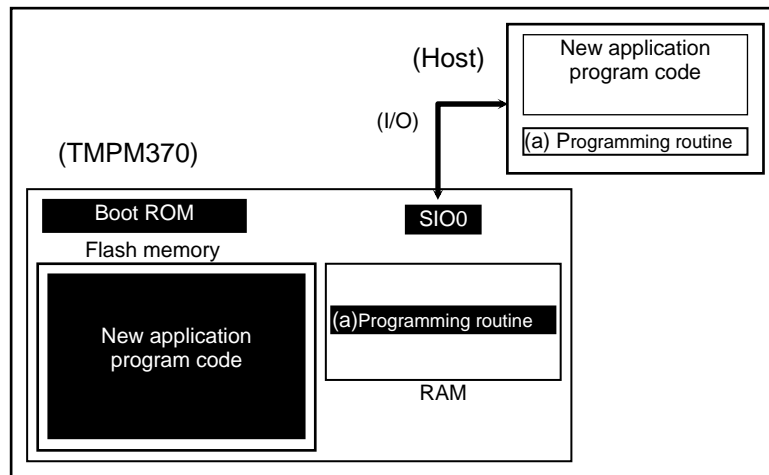 (Host)
New application
program code
(a) Programming routine
(I/O)
(TMPM370)
Boot ROM
SIO0
Flash memory
New application
program code
(a)Programming routine
RAM